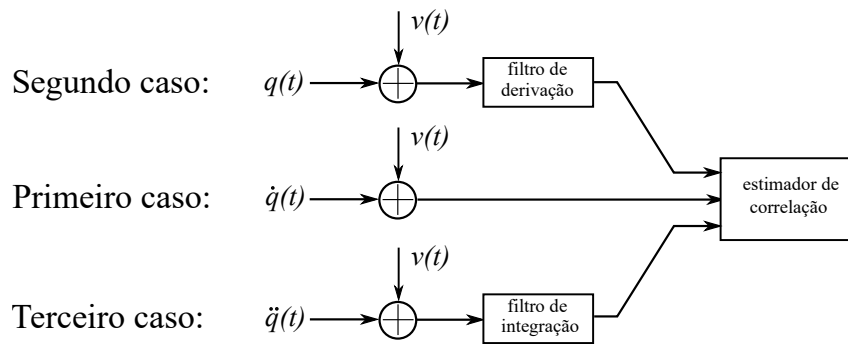 v(t)
Segundo caso: q(t) filtro de
derivação
v(t)
Primeiro caso: q̇(t) estimador de
correlação
v(t)
Terceiro caso: q̈(t) filtro de
integração